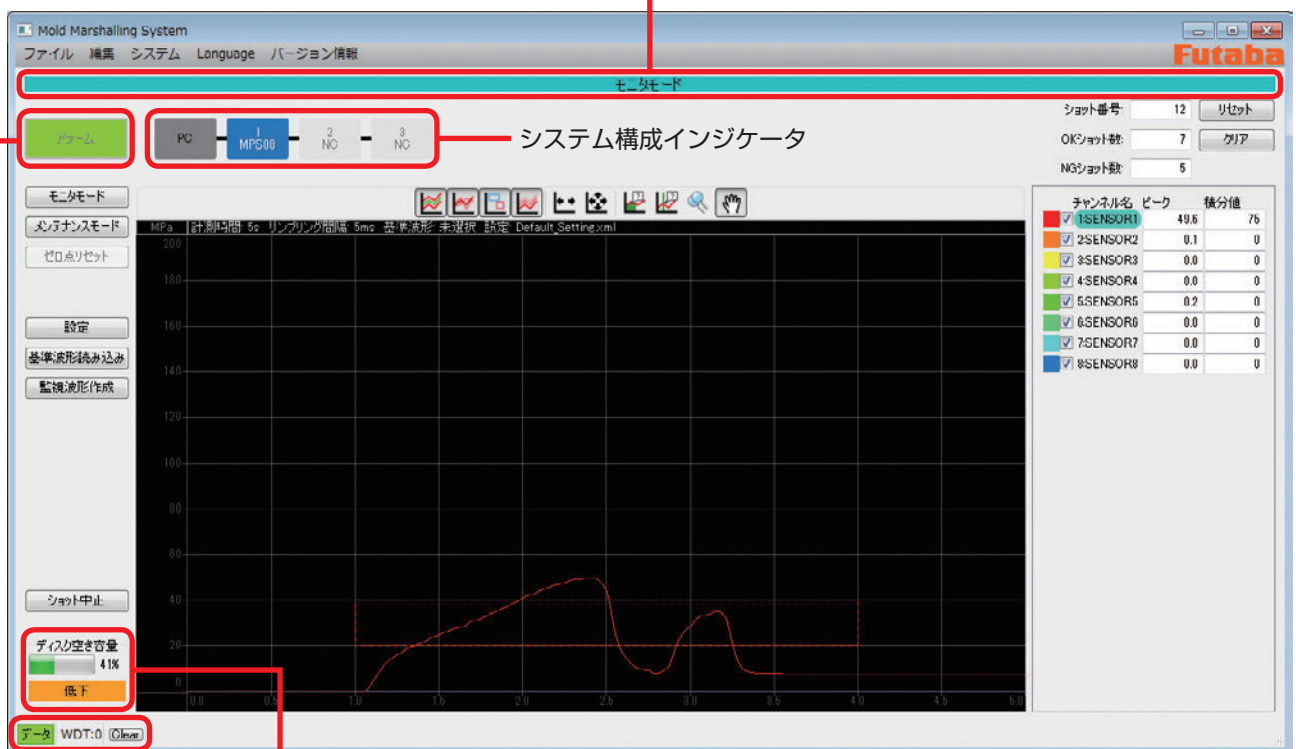 Mold Marshalling System
ファイル 編集 システム Language バージョン情報
Futaba
モニタモード
アラーム
PC
1 MPS08
2 NC
3 NC
システム構成インジケータ
ショット番号: 12 リセット
OKショット数: 7 クリア
NGショット数: 5
モニタモード
メンテナンスモード
ゼロ点リセット
設定
基準波形読み込み
監視波形作成
ショット中止
ディスク空き容量
41%
低下
データ WDT:0 Clear
MPa 計測時間: 5s サンプリング間隔: 5ms 基準波形: 未選択 設定: Default_Setting.xml
200
180
160
140
120
100
80
60
40
20
0
0.0 0.5 1.0 1.5 2.0 2.5 3.0 3.5 4.0 4.5 5.0
チャンネル名 ピーク 積分値
1:SENSOR1 49.6 76
2:SENSOR2 0.1 0
3:SENSOR3 0.0 0
4:SENSOR4 0.0 0
5:SENSOR5 0.2 0
6:SENSOR6 0.0 0
7:SENSOR7 0.0 0
8:SENSOR8 0.0 0